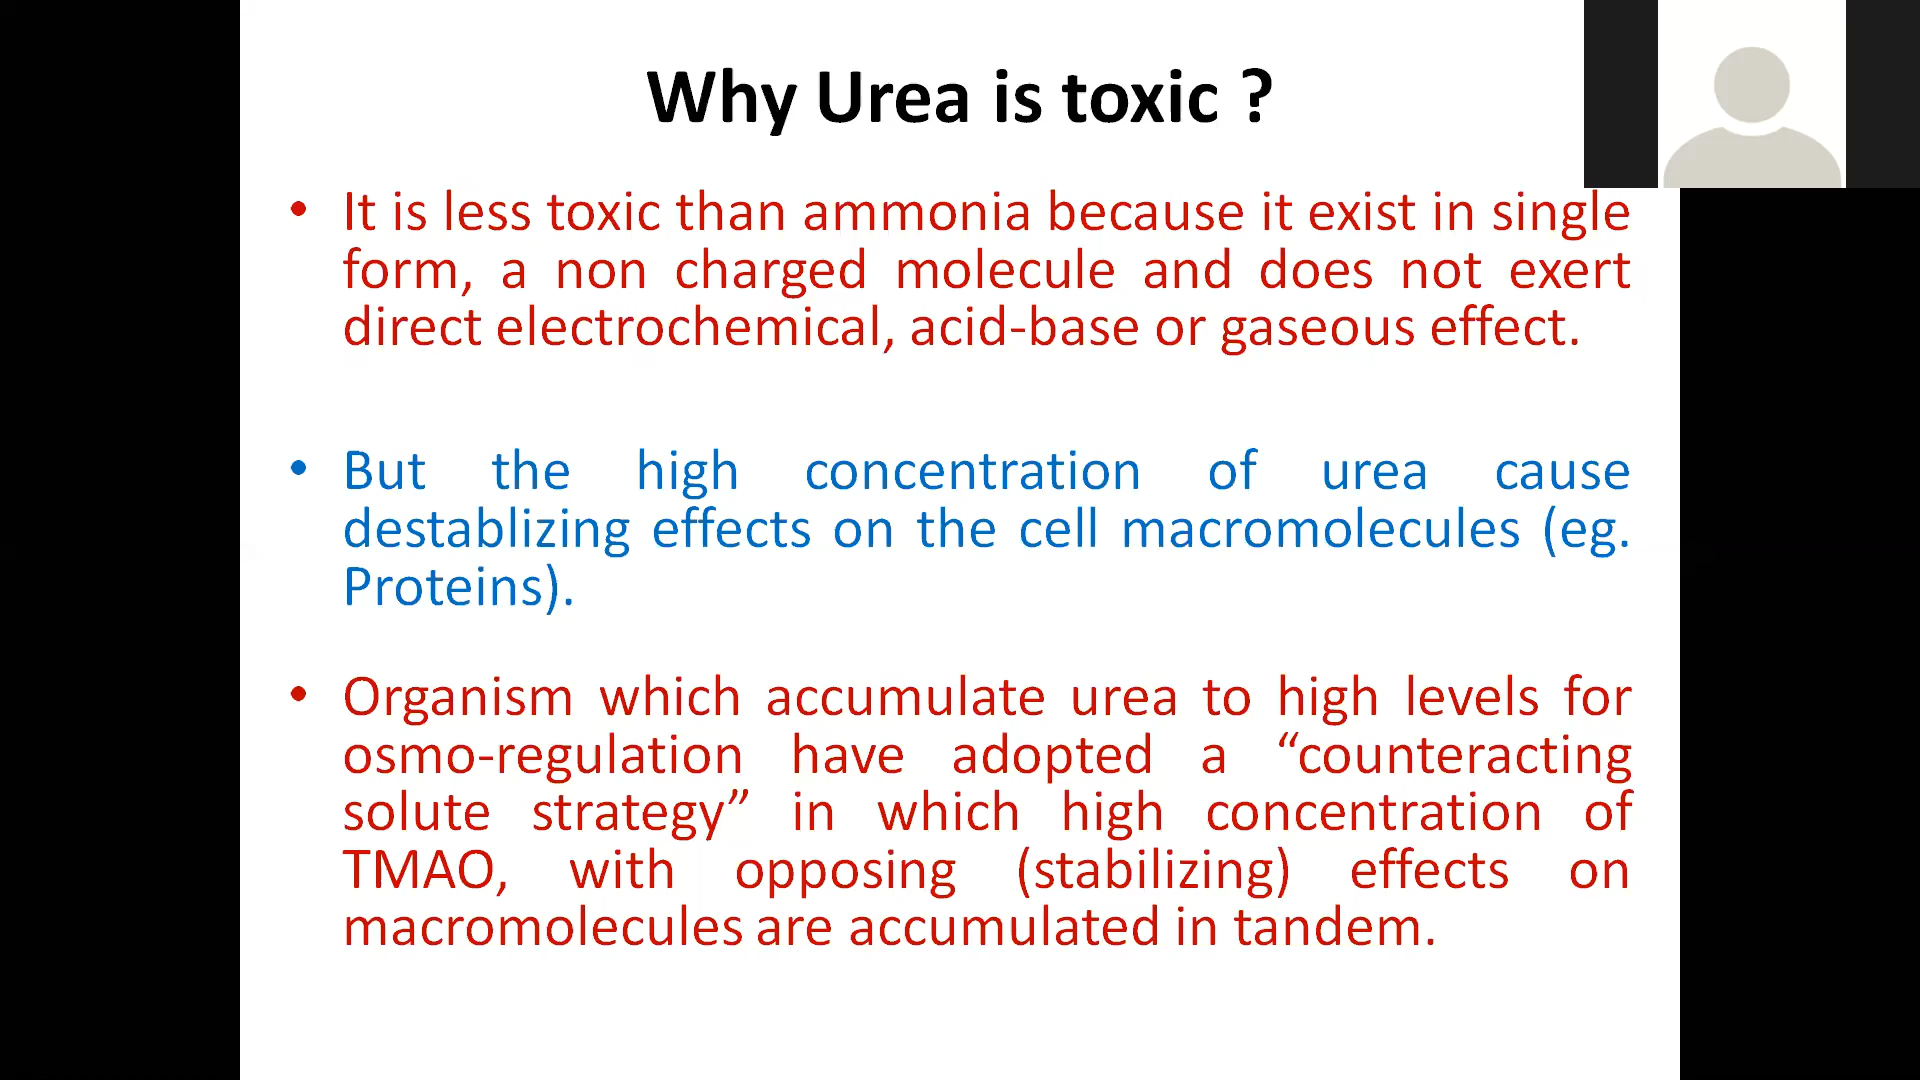 Why Urea is toxic ?
• It is less toxic than ammonia because it exist in single
form, a non charged molecule and does not exert
direct electrochemical, acid-base or gaseous effect.
• But the high concentration of urea cause
destablizing effects on the cell macromolecules (eg.
Proteins).
• Organism which accumulate urea to high levels for
osmo-regulation have adopted a “counteracting
solute strategy” in which high concentration of
TMAO, with opposing (stabilizing) effects on
macromolecules are accumulated in tandem.